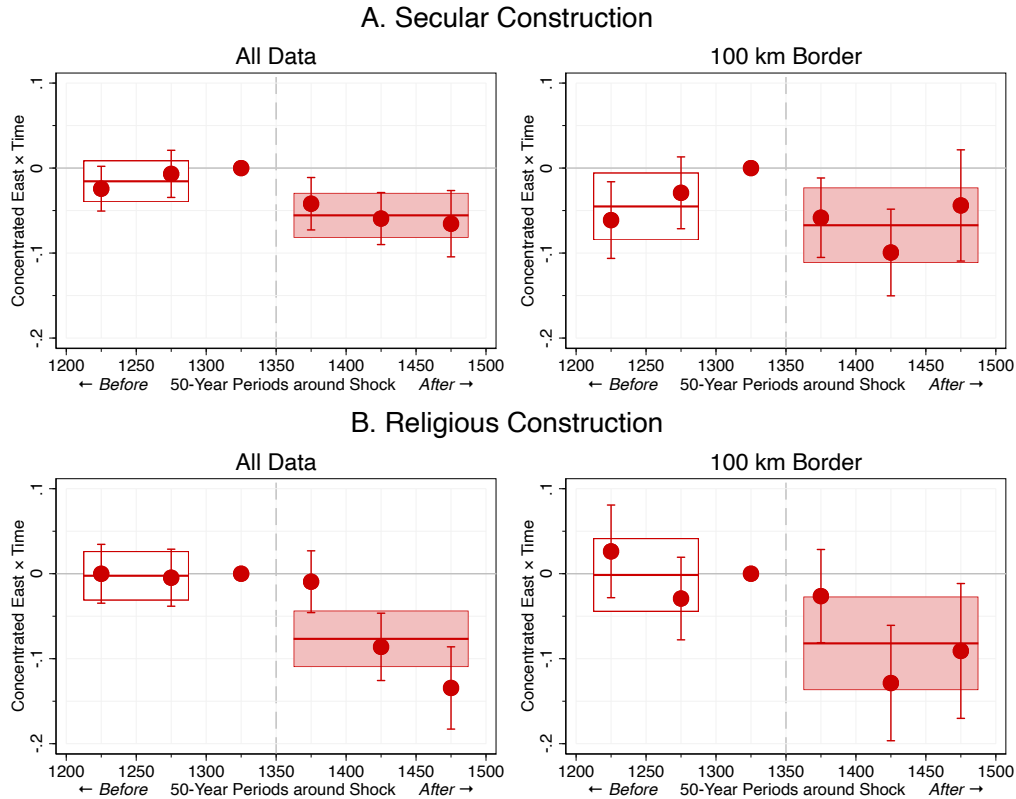 A. Secular Construction
All Data
Concentrated East × Time
.1
0
-.1
-.2
1200 1250 1300 1350 1400 1450 1500
← Before 50-Year Periods around Shock After →
100 km Border
Concentrated East × Time
.1
0
-.1
-.2
1200 1250 1300 1350 1400 1450 1500
← Before 50-Year Periods around Shock After →
B. Religious Construction
All Data
Concentrated East × Time
.1
0
-.1
-.2
1200 1250 1300 1350 1400 1450 1500
← Before 50-Year Periods around Shock After →
100 km Border
Concentrated East × Time
.1
0
-.1
-.2
1200 1250 1300 1350 1400 1450 1500
← Before 50-Year Periods around Shock After →